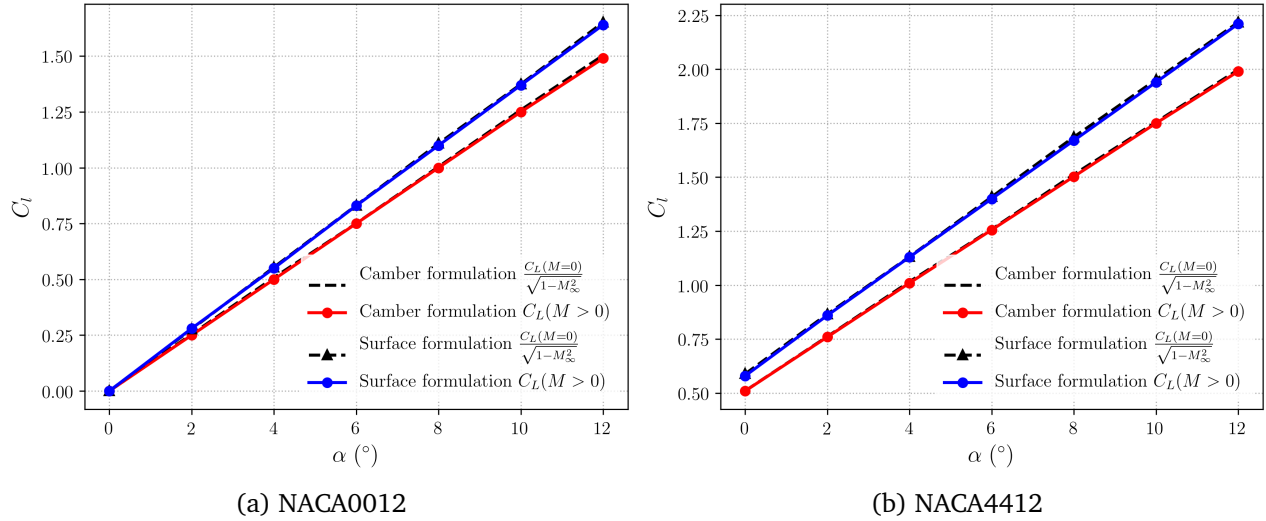 1.50
1.25
1.00
0.75
0.50
0.25
0.00
C_l
0 2 4 6 8 10 12
α (°)
Camber formulation C_L(M=0)/√(1−M_∞^2)
Camber formulation C_L(M > 0)
Surface formulation C_L(M=0)/√(1−M_∞^2)
Surface formulation C_L(M > 0)
(a) NACA0012
2.25
2.00
1.75
1.50
1.25
1.00
0.75
0.50
C_l
0 2 4 6 8 10 12
α (°)
Camber formulation C_L(M=0)/√(1−M_∞^2)
Camber formulation C_L(M > 0)
Surface formulation C_L(M=0)/√(1−M_∞^2)
Surface formulation C_L(M > 0)
(b) NACA4412